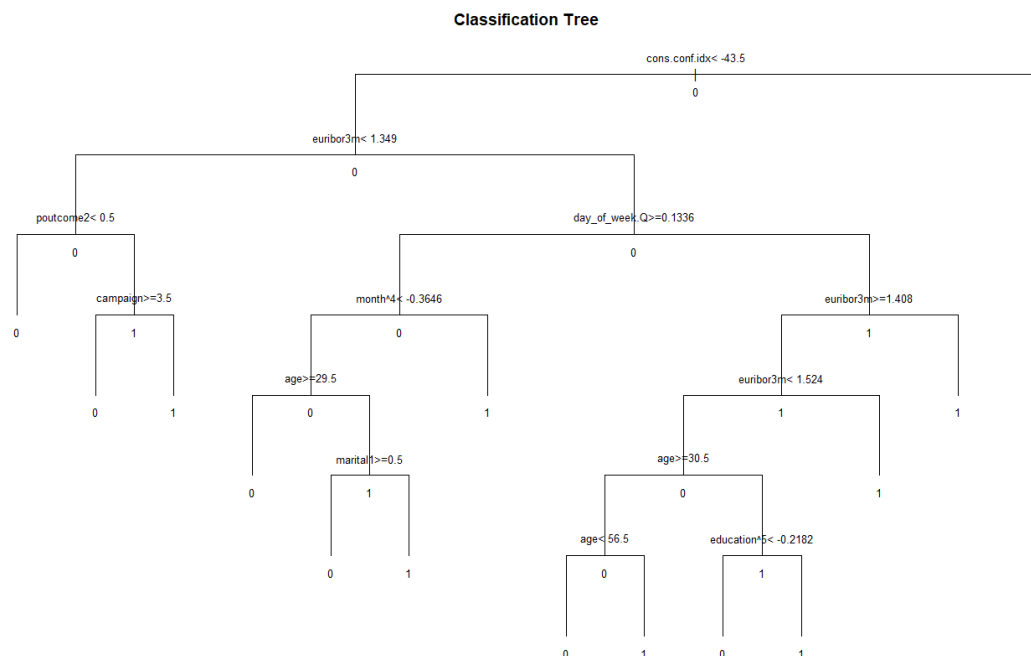 Classification Tree
cons.conf.idx< -43.5
0
euribor3m< 1.349
0
poutcome2< 0.5
day_of_week.Q>=0.1336
0
0
campaign>=3.5
month^4< -0.3646
euribor3m>=1.408
0
1
0
1
age>=29.5
euribor3m< 1.524
0
1
0
1
1
1
marital1>=0.5
age>=30.5
0
1
0
1
age< 56.5
education^5< -0.2182
0
1
0
1
0
1
0
1